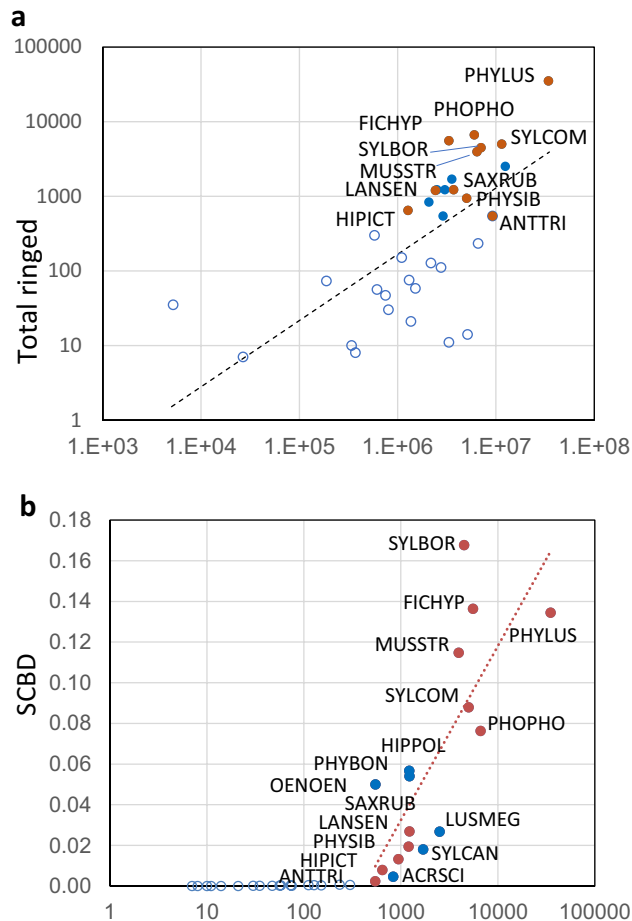 a
100000
PHYLUS
PHOPHO
10000
FICHYP
SYLCOM
SYLBOR
MUSSTR
SAXRUB
1000
LANSEN
PHYSIB
HIPICT
ANTTRI
100
10
1
Total ringed
1.E+03 1.E+04 1.E+05 1.E+06 1.E+07 1.E+08
b
0.18
SYLBOR
0.16
0.14
FICHYP
PHYLUS
0.12
MUSSTR
0.10
SYLCOM
0.08
PHOPHO
HIPPOL
0.06
PHYBON
OENOEN
0.04
SAXRUB
LANSEN
LUSMEG
0.02
PHYSIB
SYLCAN
HIPICT
ANTTRI
ACRSCI
0.00
SCBD
1 10 100 1000 10000 100000